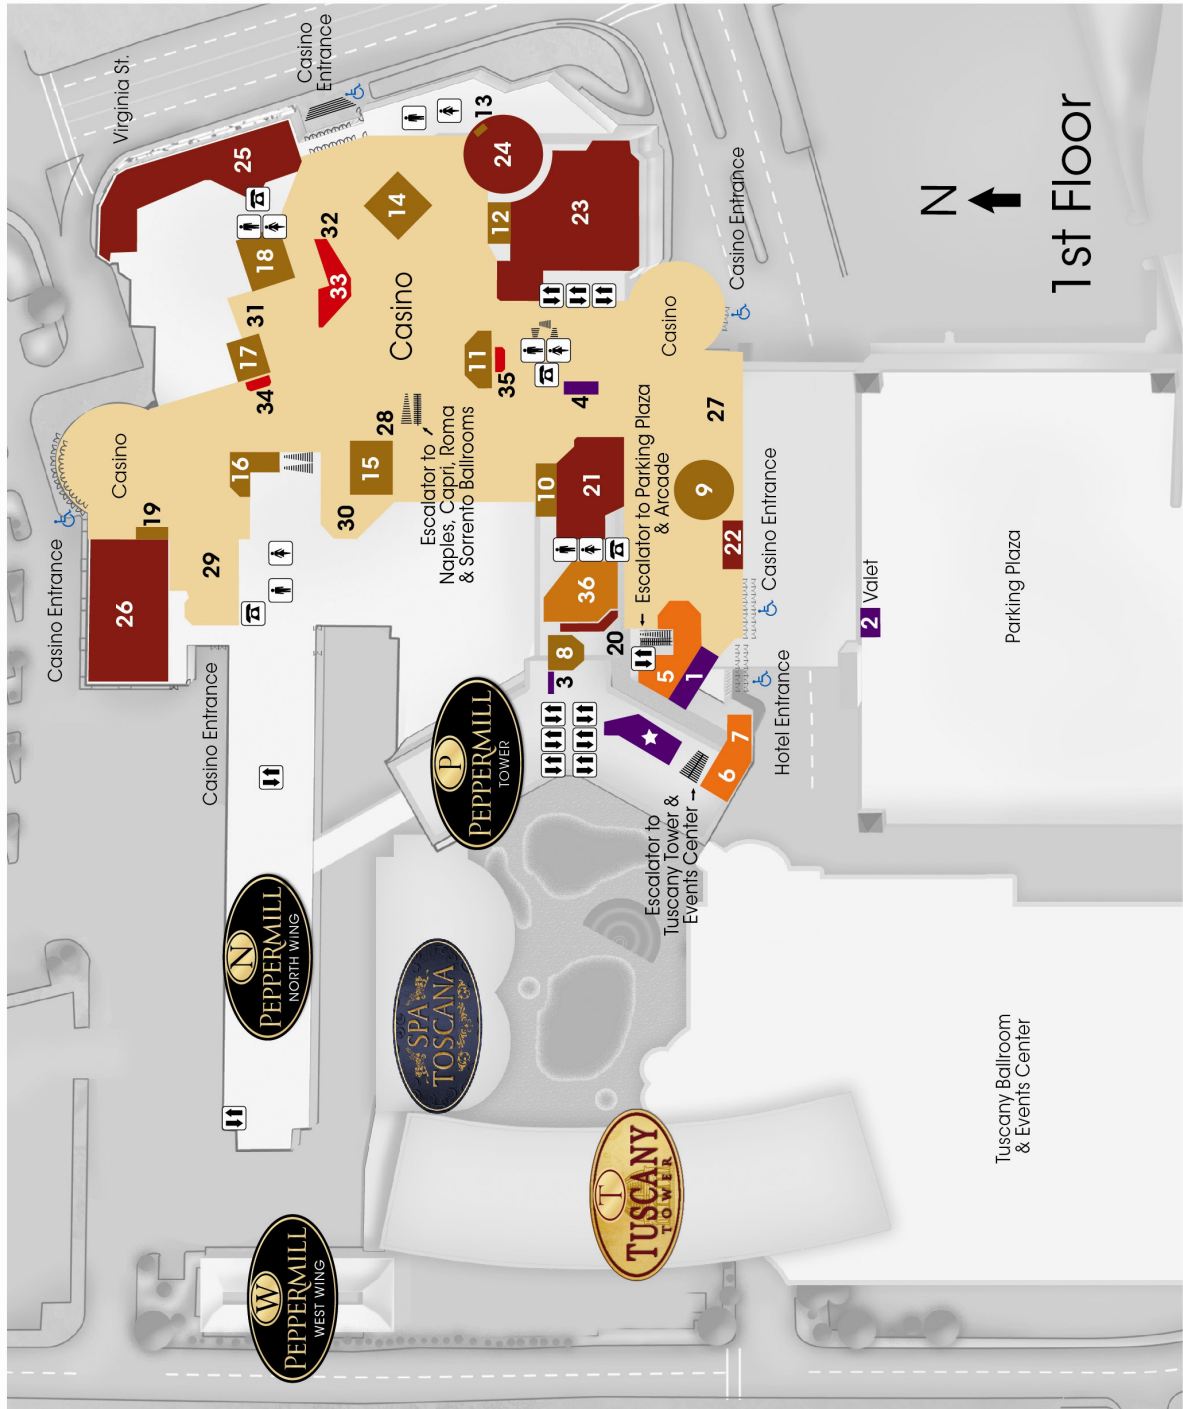 Casino Entrance
Casino
26
19
Casino Entrance
Virginia St.
29
16
34
17
31
18
25
Casino
Entrance
W
PEPPERMILL
WEST WING
N
PEPPERMILL
NORTH WING
30
15
28
33
32
Casino
14
Escalator to
Naples, Capri, Roma
& Sorrento Ballrooms
SPA
TOSCANA
P
PEPPERMILL
TOWER
11
35
12
24
13
10
3
8
36
21
4
23
20
T
TUSCANY
TOWER
Escalator to Parking Plaza
& Arcade
Escalator to
Tuscany Tower &
Events Center
5
1
9
27
Casino
6
7
22
Casino Entrance
Hotel Entrance
Casino Entrance
2
Valet
N
Parking Plaza
Tuscany Ballroom
& Events Center
1st Floor